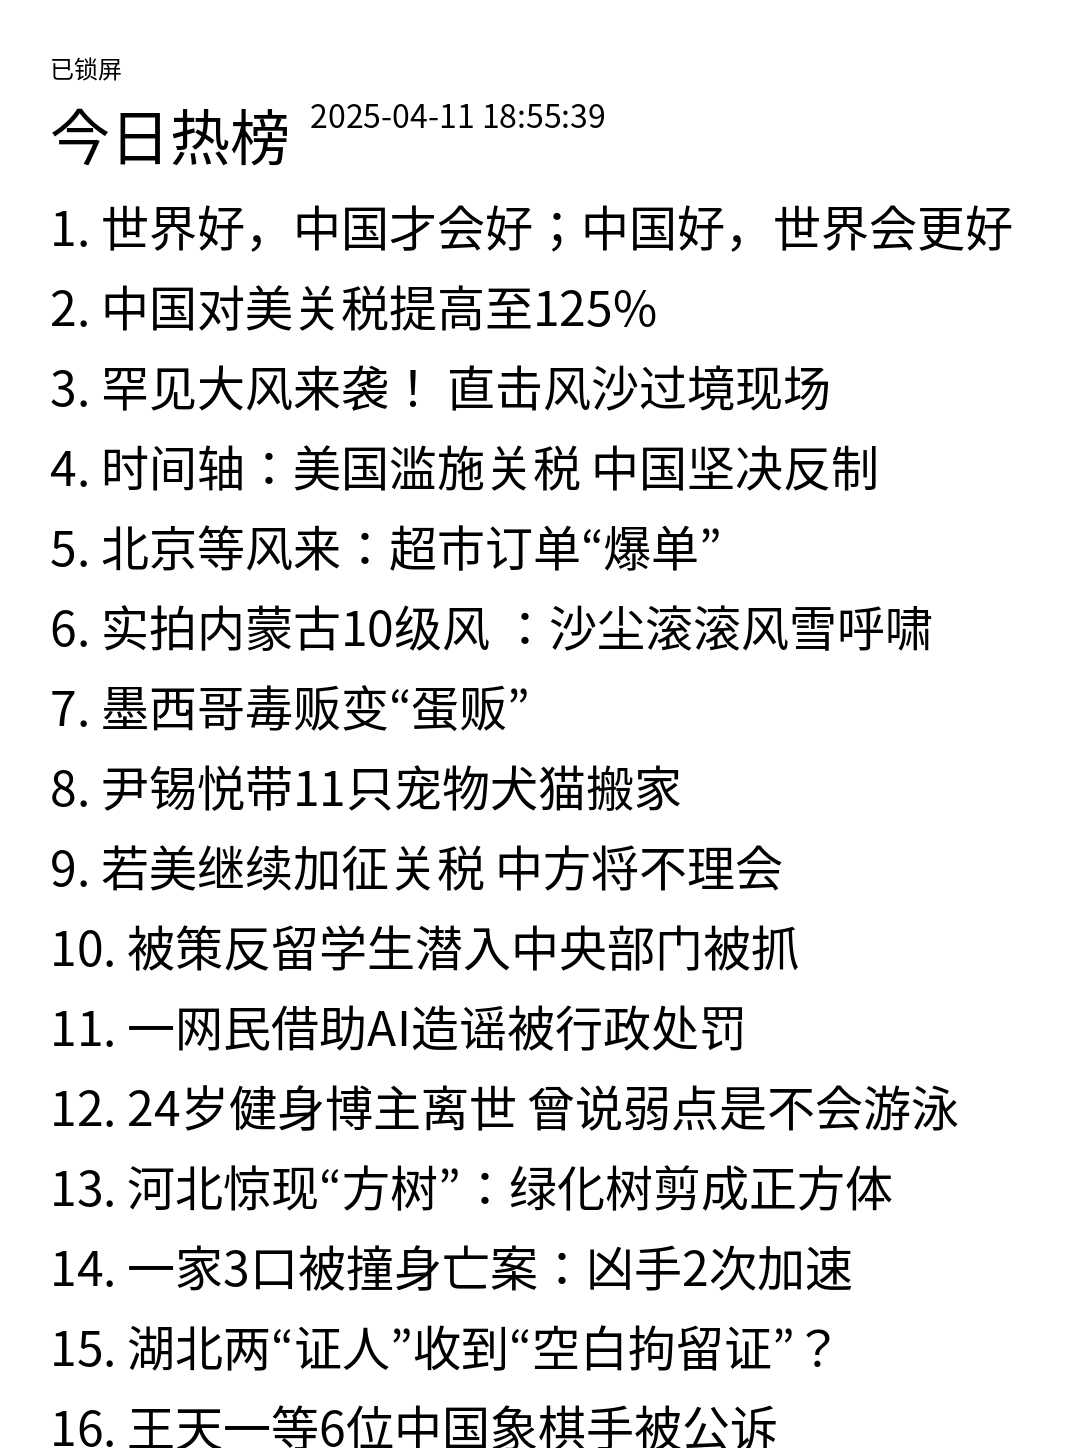 已锁屏
今日热榜 2025-04-11 18:55:39
1. 世界好，中国才会好；中国好，世界会更好
2. 中国对美关税提高至125%
3. 罕见大风来袭！ 直击风沙过境现场
4. 时间轴：美国滥施关税 中国坚决反制
5. 北京等风来：超市订单“爆单”
6. 实拍内蒙古10级风 ：沙尘滚滚风雪呼啸
7. 墨西哥毒贩变“蛋贩”
8. 尹锡悦带11只宠物犬猫搬家
9. 若美继续加征关税 中方将不理会
10. 被策反留学生潜入中央部门被抓
11. 一网民借助AI造谣被行政处罚
12. 24岁健身博主离世 曾说弱点是不会游泳
13. 河北惊现“方树”：绿化树剪成正方体
14. 一家3口被撞身亡案：凶手2次加速
15. 湖北两“证人”收到“空白拘留证”？
16. 王天一等6位中国象棋手被公诉